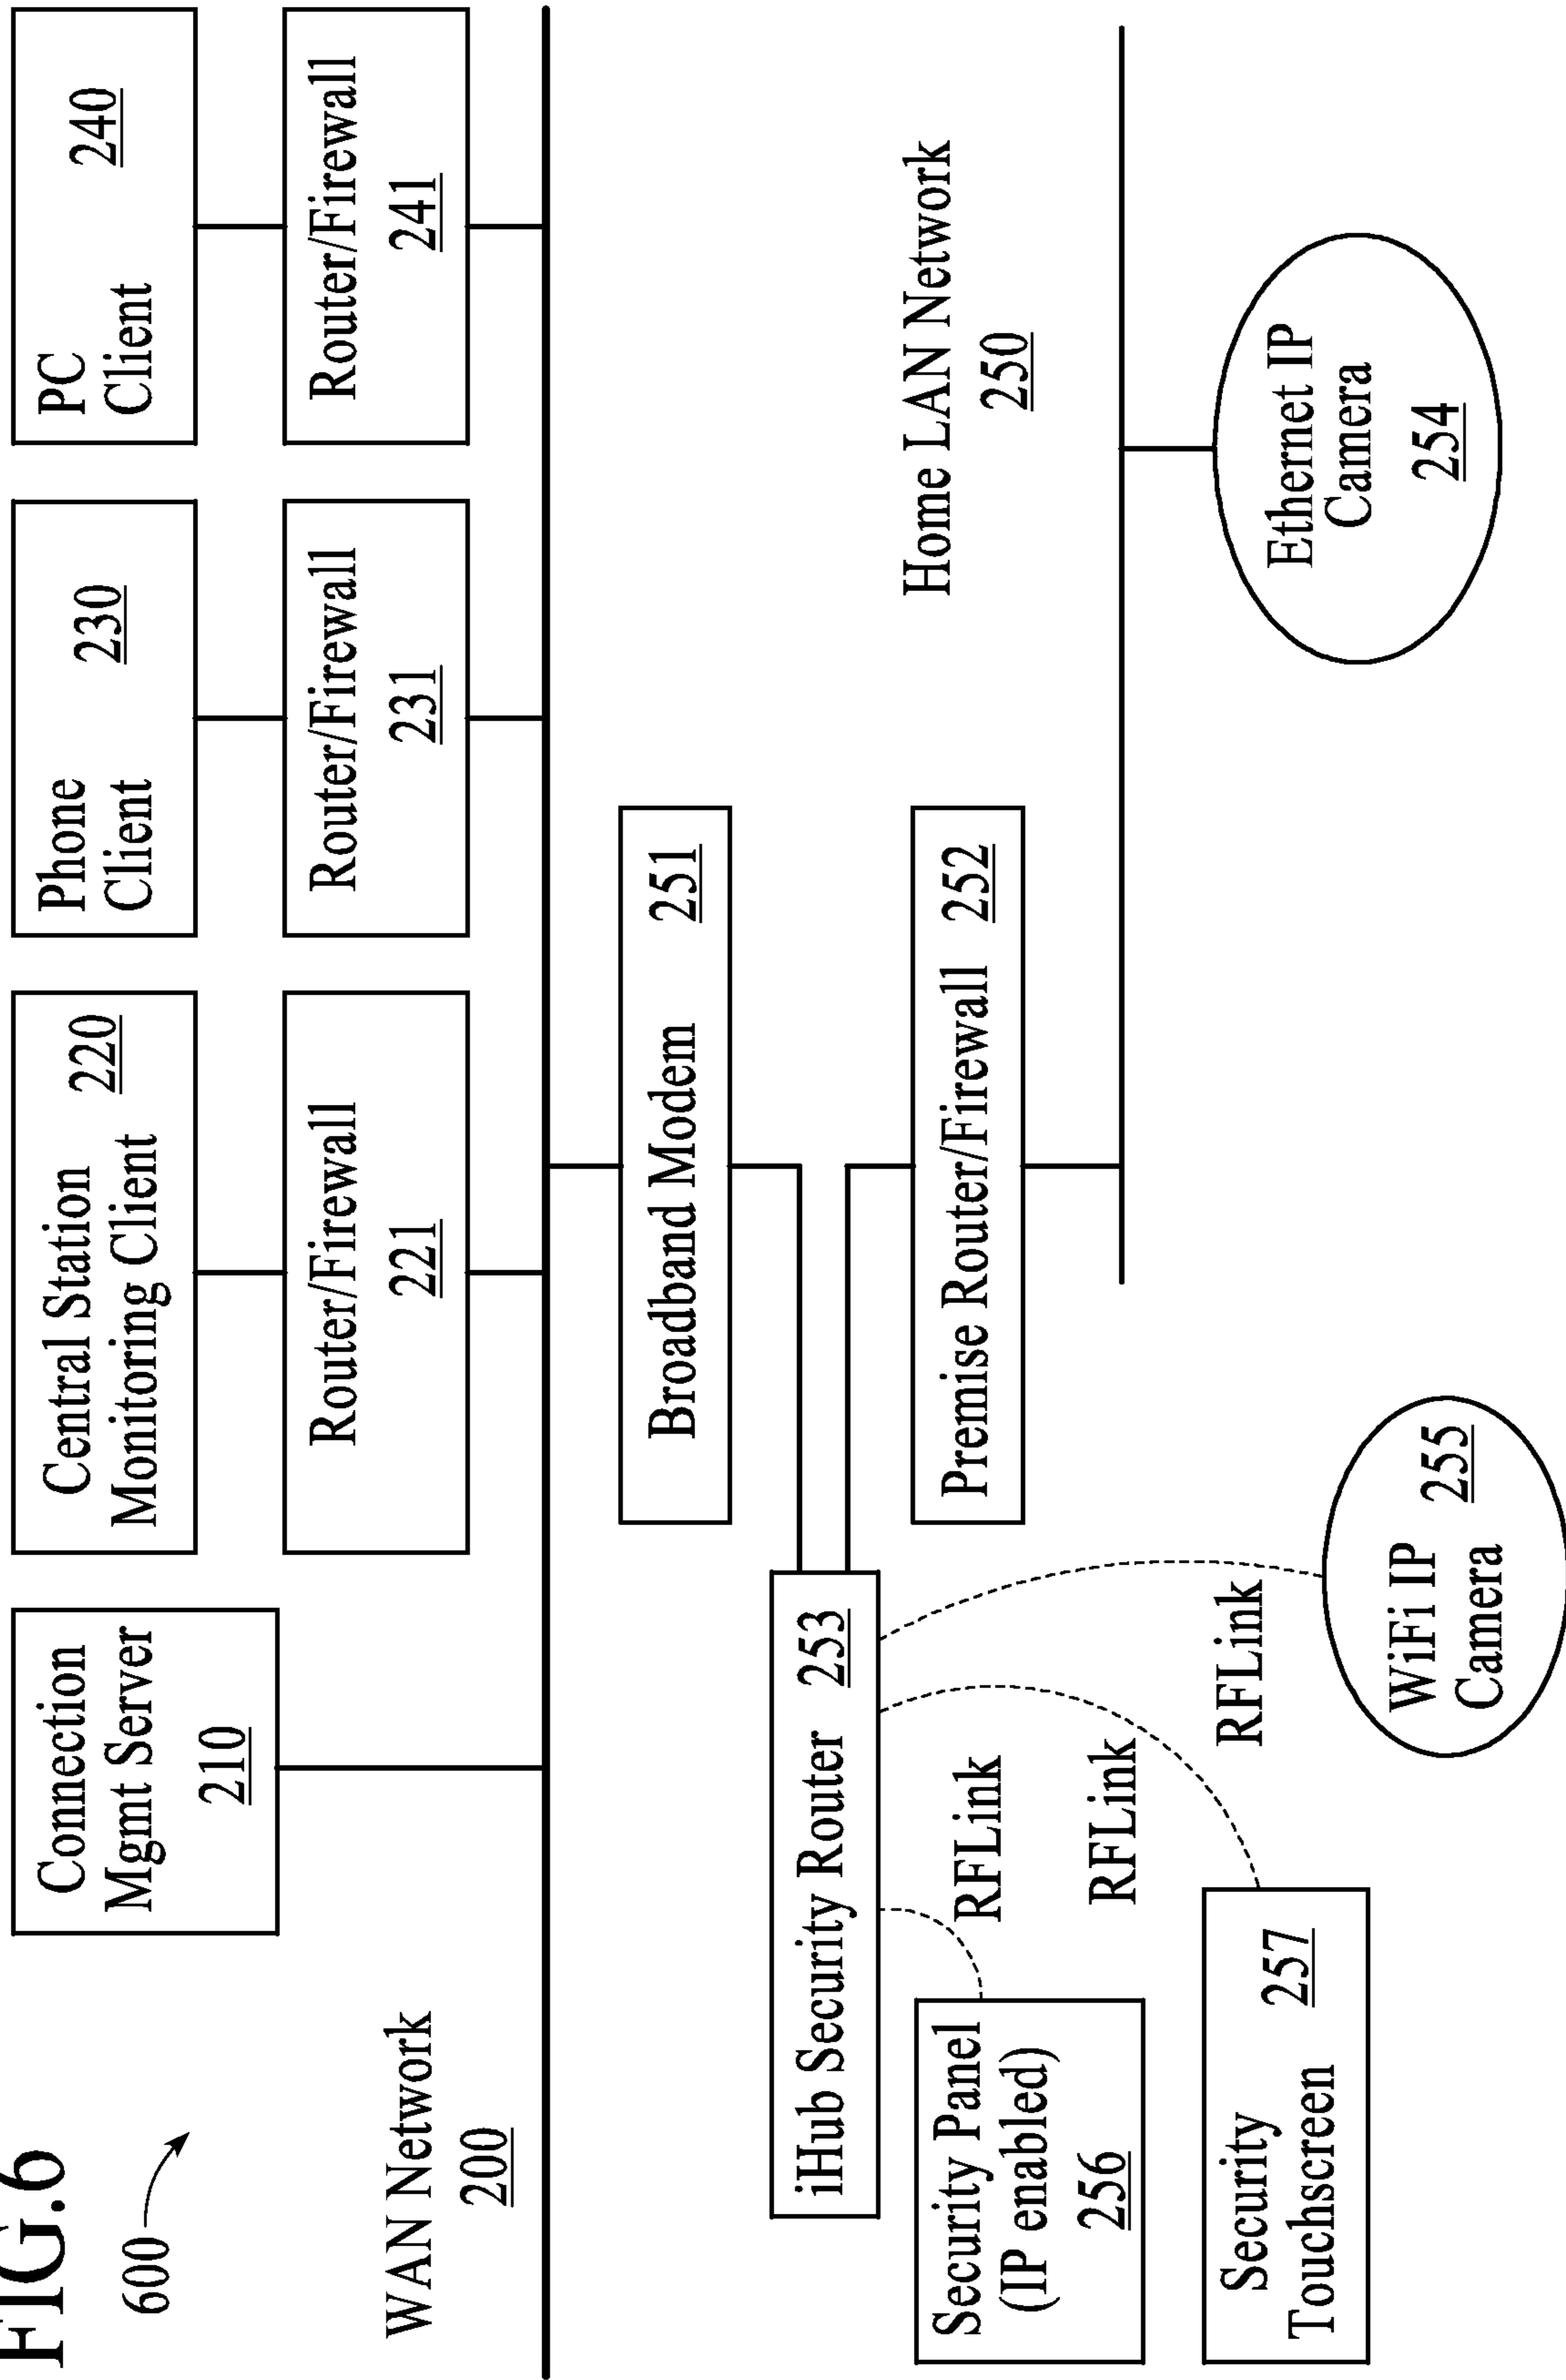 FIG.6
600
WAN Network
200
Connection
Mgmt Server
210
Central Station
Monitoring Client
220
Router/Firewall
221
Phone
Client
230
Router/Firewall
231
PC
Client
240
Router/Firewall
241
Broadband Modem 251
iHub Security Router 253
Premise Router/Firewall 252
Home LAN Network
250
Security Panel
(IP enabled)
256
RFLink
RFLink
RFLink
Security
Touchscreen
257
WiFi IP
Camera
255
Ethernet IP
Camera
254